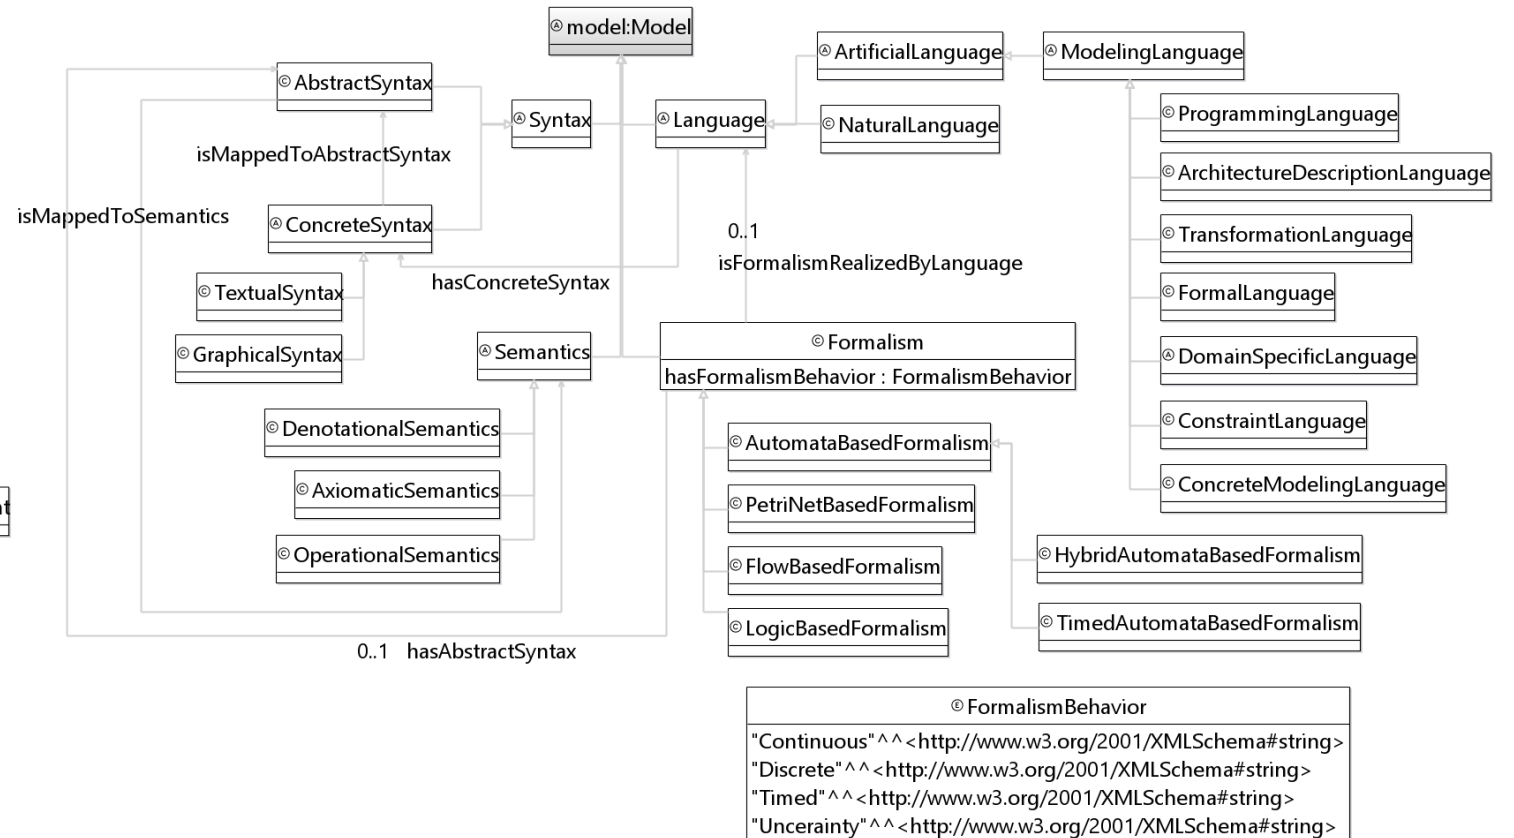 Ⓐ model:Model
Ⓐ ArtificialLanguage
Ⓐ ModelingLanguage
Ⓒ AbstractSyntax
Ⓐ Syntax
Ⓐ Language
Ⓒ NaturalLanguage
Ⓒ ProgrammingLanguage
isMappedToAbstractSyntax
Ⓒ ArchitectureDescriptionLanguage
isMappedToSemantics
Ⓐ ConcreteSyntax
0..1
Ⓒ TransformationLanguage
isFormalismRealizedByLanguage
hasConcreteSyntax
Ⓒ TextualSyntax
Ⓒ FormalLanguage
Ⓒ GraphicalSyntax
Ⓐ Semantics
Ⓒ Formalism
hasFormalismBehavior : FormalismBehavior
Ⓐ DomainSpecificLanguage
Ⓒ DenotationalSemantics
Ⓒ AutomataBasedFormalism
Ⓒ ConstraintLanguage
Ⓒ AxiomaticSemantics
Ⓒ PetriNetBasedFormalism
Ⓒ ConcreteModelingLanguage
Ⓒ OperationalSemantics
Ⓒ FlowBasedFormalism
Ⓒ HybridAutomataBasedFormalism
Ⓒ LogicBasedFormalism
Ⓒ TimedAutomataBasedFormalism
0..1 hasAbstractSyntax
Ⓔ FormalismBehavior
"Continuous"^^<http://www.w3.org/2001/XMLSchema#string>
"Discrete"^^<http://www.w3.org/2001/XMLSchema#string>
"Timed"^^<http://www.w3.org/2001/XMLSchema#string>
"Uncerainty"^^<http://www.w3.org/2001/XMLSchema#string>